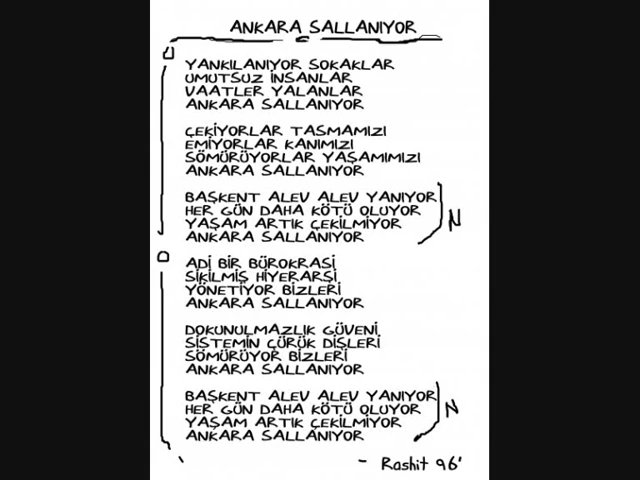 ANKARA SALLANIYOR
YANKILANIYOR SOKAKLAR
UMUTSUZ İNSANLAR
VAATLER YALANLAR
ANKARA SALLANIYOR
ÇEKİYORLAR TASMAMIZI
EMİYORLAR KANIMIZI
SÖMÜRÜYORLAR YAŞAMIMIZI
ANKARA SALLANIYOR
BAŞKENT ALEV ALEV YANIYOR
HER GÜN DAHA KÖTÜ OLUYOR
YAŞAM ARTIK ÇEKİLMİYOR
ANKARA SALLANIYOR
N
ADİ BİR BÜROKRASİ
SİKİLMİŞ HİYERARŞİ
YÖNETİYOR BİZLERİ
ANKARA SALLANIYOR
DOKUNULMAZLIK GÜVENİ
SİSTEMİN ÇÜRÜK DİŞLERİ
SÖMÜRÜYOR BİZLERİ
ANKARA SALLANIYOR
BAŞKENT ALEV ALEV YANIYOR
HER GÜN DAHA KÖTÜ OLUYOR
YAŞAM ARTIK ÇEKİLMİYOR
ANKARA SALLANIYOR
N
- Rashit 96'